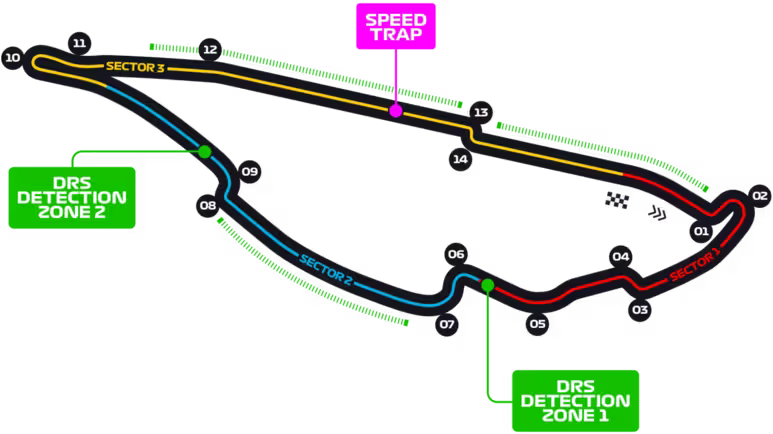 SPEED
TRAP
10
11
12
13
14
SECTOR 3
DRS
DETECTION
ZONE 2
09
08
02
01
SECTOR 1
04
03
06
SECTOR 2
07
05
DRS
DETECTION
ZONE 1